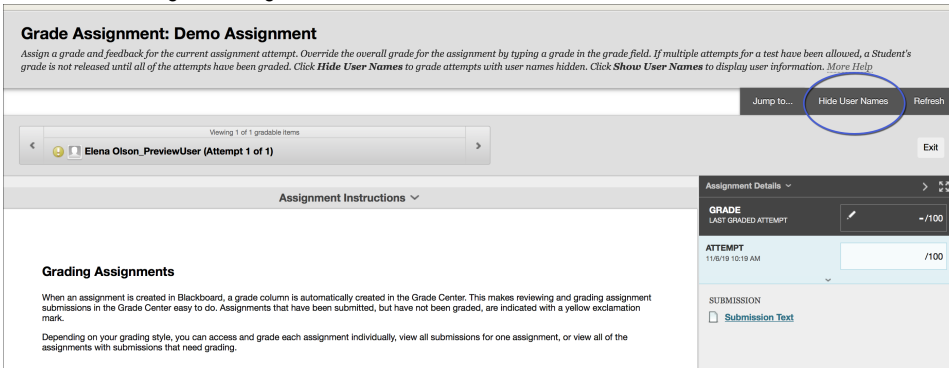 Grade Assignment: Demo Assignment
Assign a grade and feedback for the current assignment attempt. Override the overall grade for the assignment by typing a grade in the grade field. If multiple attempts for a test have been allowed, a Student's
grade is not released until all of the attempts have been graded. Click Hide User Names to grade attempts with user names hidden. Click Show User Names to display user information. More Help
Jump to... Hide User Names Refresh
Viewing 1 of 1 gradable items
Elena Olson_PreviewUser (Attempt 1 of 1)
Exit
Assignment Instructions
Assignment Details
GRADE
LAST GRADED ATTEMPT
-/100
ATTEMPT
11/6/19 10:19 AM
/100
SUBMISSION
Submission Text
Grading Assignments
When an assignment is created in Blackboard, a grade column is automatically created in the Grade Center. This makes reviewing and grading assignment
submissions in the Grade Center easy to do. Assignments that have been submitted, but have not been graded, are indicated with a yellow exclamation
mark.
Depending on your grading style, you can access and grade each assignment individually, view all submissions for one assignment, or view all of the
assignments with submissions that need grading.